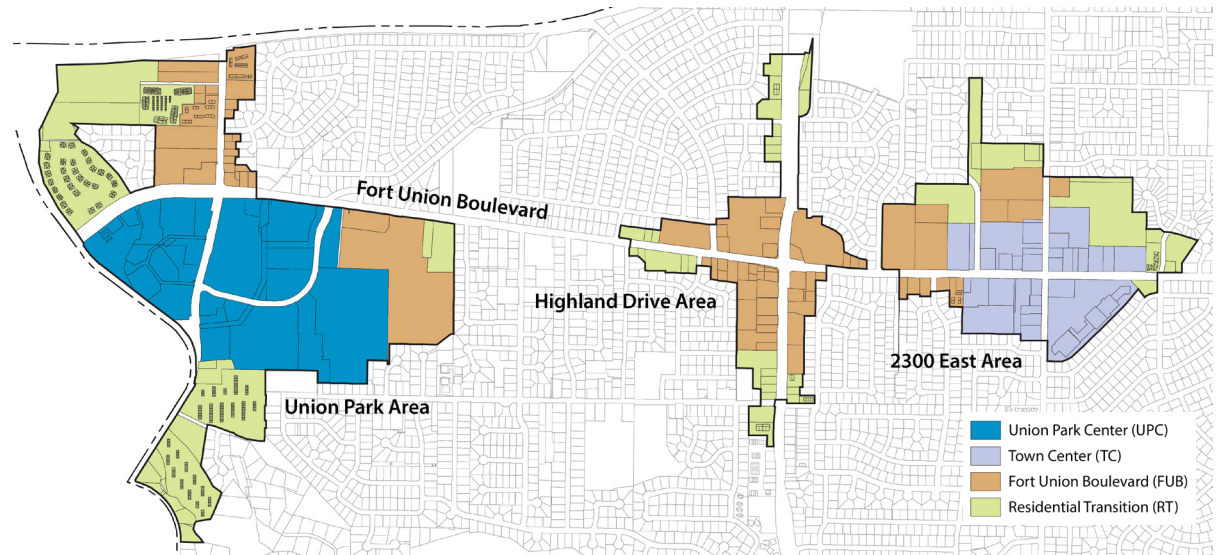 Fort Union Boulevard
Highland Drive Area
2300 East Area
Union Park Area
Union Park Center (UPC)
Town Center (TC)
Fort Union Boulevard (FUB)
Residential Transition (RT)